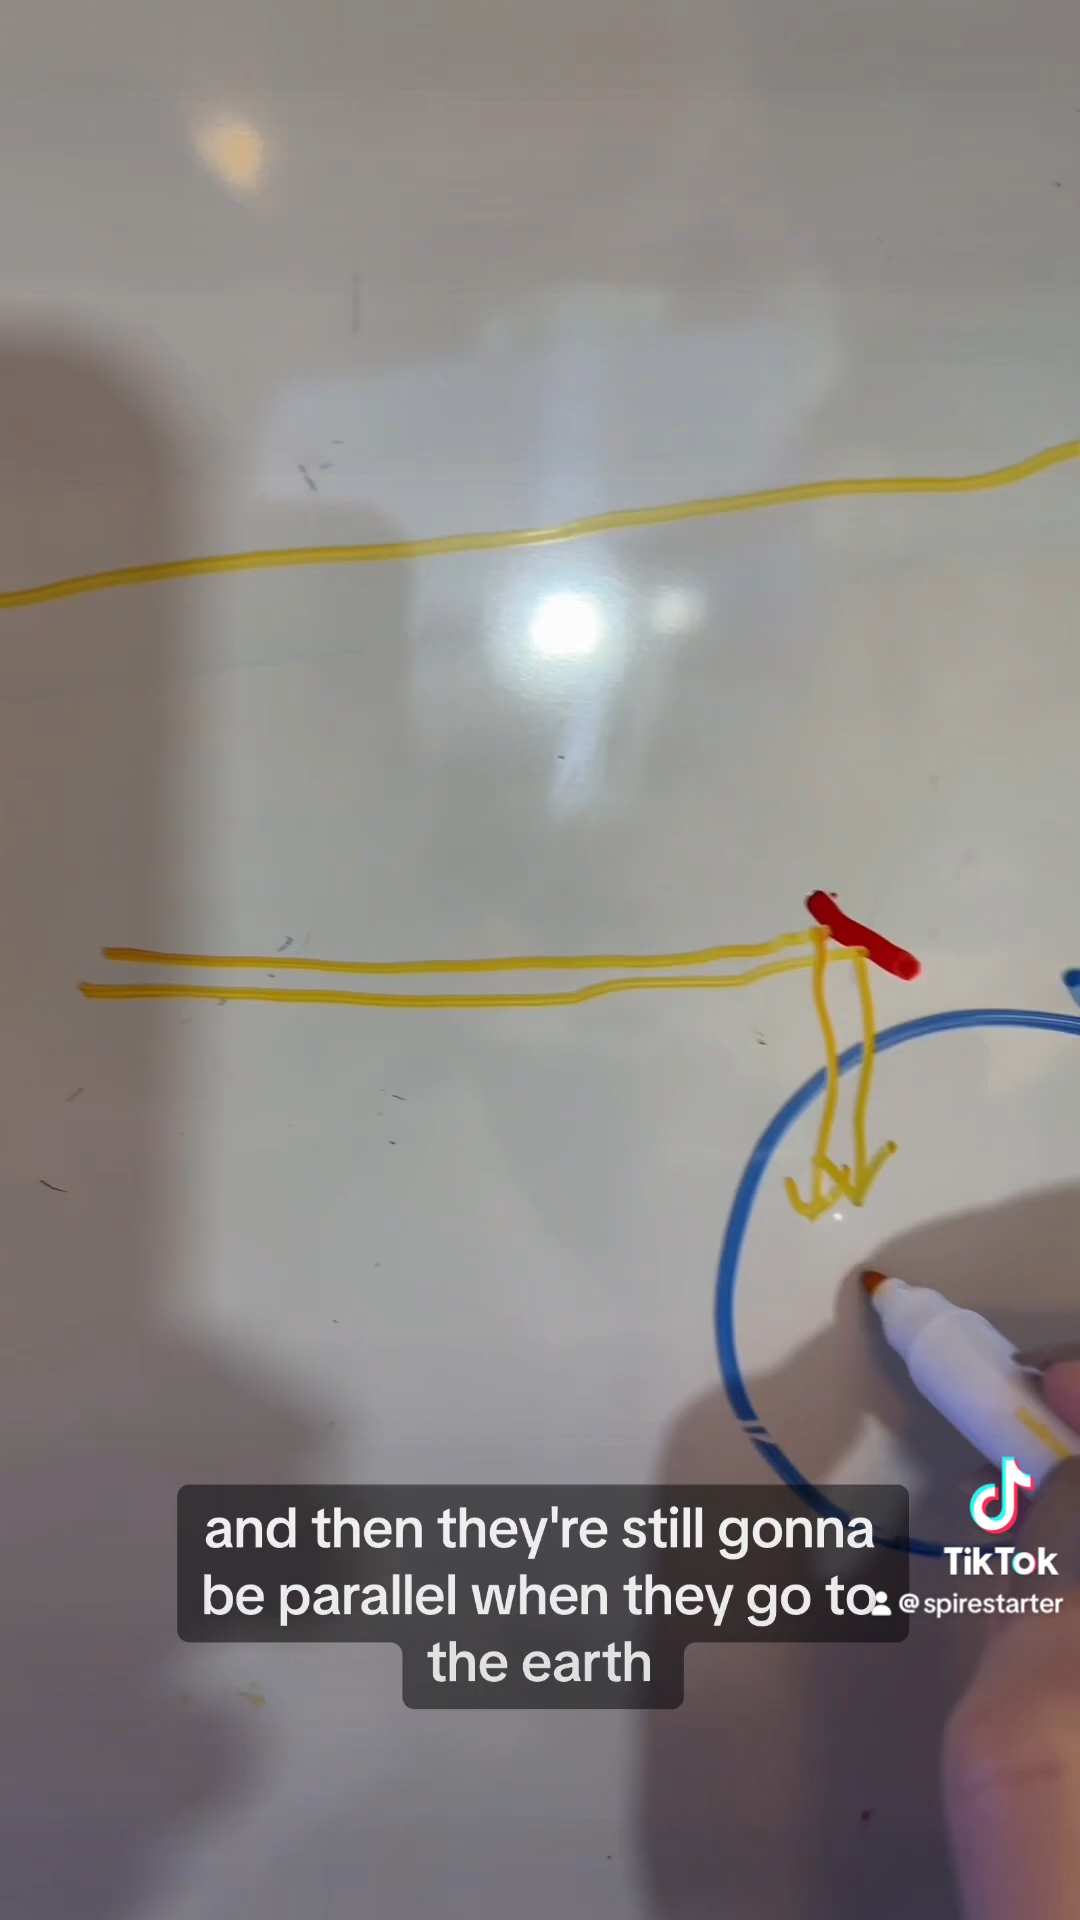 and then they're still gonna
be parallel when they go to
the earth
TikTok
@spirestarter